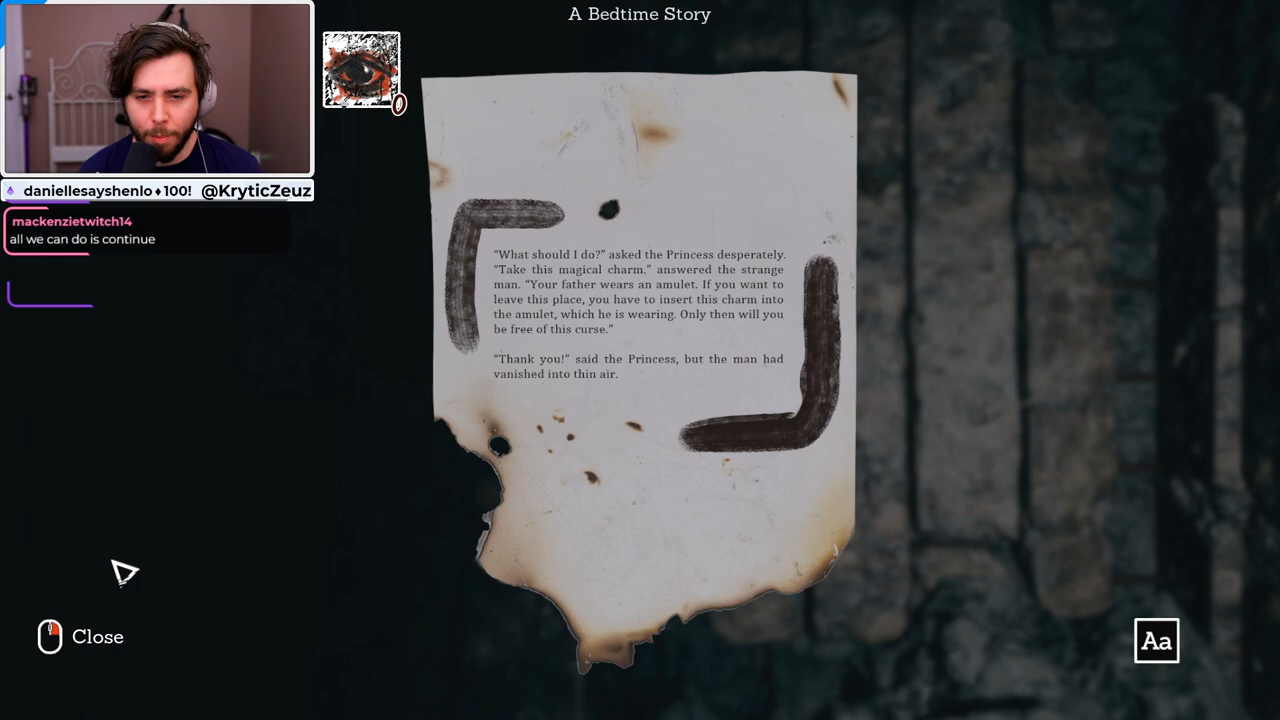 A Bedtime Story
0
daniellesayshenlo♦100! @KryticZeuz
mackenzietwitch14
all we can do is continue
“What should I do?” asked the Princess desperately.
“Take this magical charm.” answered the strange
man. “Your father wears an amulet. If you want to
leave this place, you have to insert this charm into
the amulet, which he is wearing. Only then will you
be free of this curse.”
“Thank you!” said the Princess, but the man had
vanished into thin air.
Close
Aa